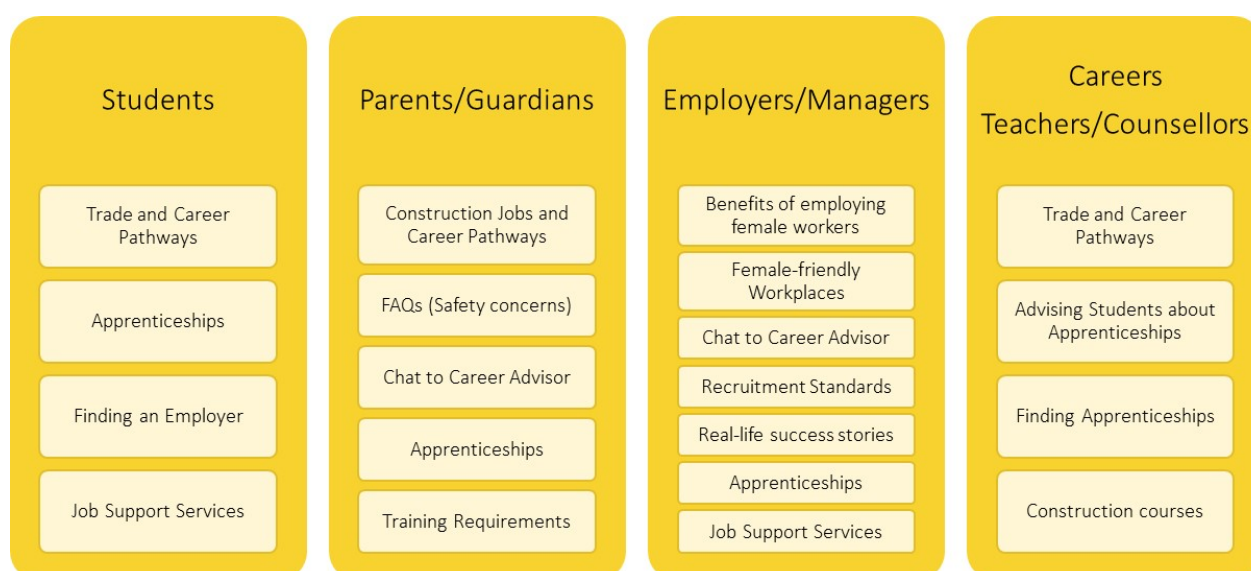 Students
Trade and Career
Pathways
Apprenticeships
Finding an Employer
Job Support Services
Parents/Guardians
Construction Jobs and
Career Pathways
FAQs (Safety concerns)
Chat to Career Advisor
Apprenticeships
Training Requirements
Employers/Managers
Benefits of employing
female workers
Female-friendly
Workplaces
Chat to Career Advisor
Recruitment Standards
Real-life success stories
Apprenticeships
Job Support Services
Careers
Teachers/Counsellors
Trade and Career
Pathways
Advising Students about
Apprenticeships
Finding Apprenticeships
Construction courses